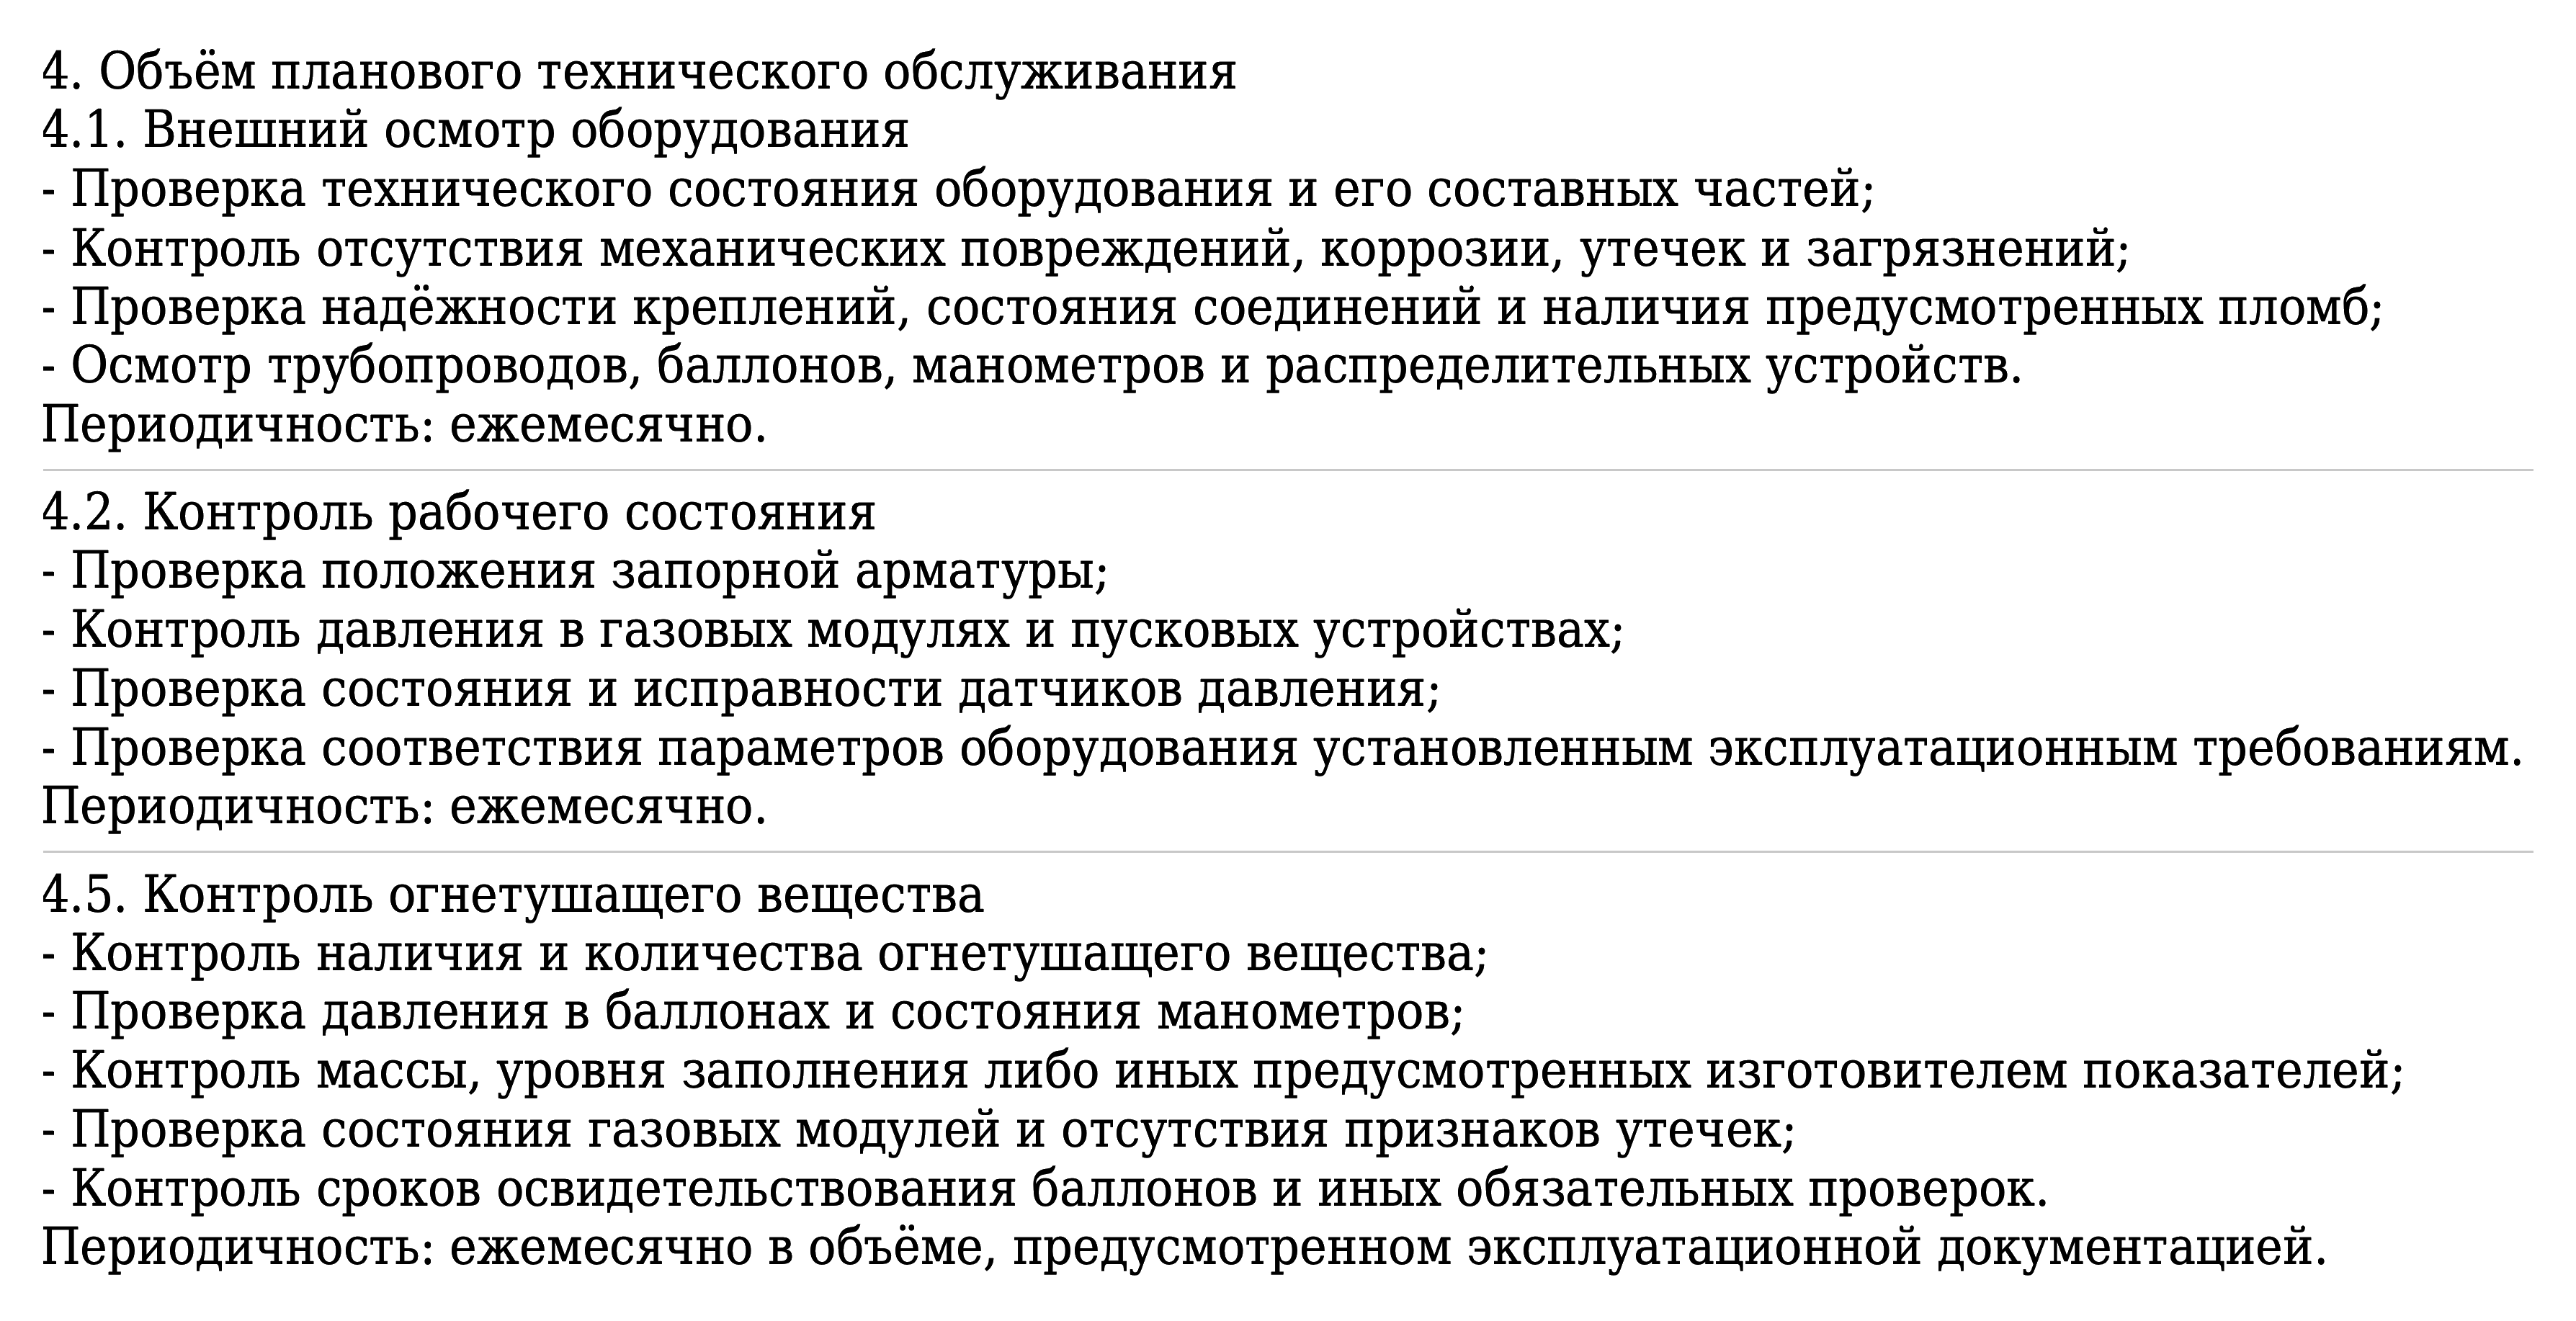 4. Объём планового технического обслуживания
4.1. Внешний осмотр оборудования
- Проверка технического состояния оборудования и его составных частей;
- Контроль отсутствия механических повреждений, коррозии, утечек и загрязнений;
- Проверка надёжности креплений, состояния соединений и наличия предусмотренных пломб;
- Осмотр трубопроводов, баллонов, манометров и распределительных устройств.
Периодичность: ежемесячно.
4.2. Контроль рабочего состояния
- Проверка положения запорной арматуры;
- Контроль давления в газовых модулях и пусковых устройствах;
- Проверка состояния и исправности датчиков давления;
- Проверка соответствия параметров оборудования установленным эксплуатационным требованиям.
Периодичность: ежемесячно.
4.5. Контроль огнетушащего вещества
- Контроль наличия и количества огнетушащего вещества;
- Проверка давления в баллонах и состояния манометров;
- Контроль массы, уровня заполнения либо иных предусмотренных изготовителем показателей;
- Проверка состояния газовых модулей и отсутствия признаков утечек;
- Контроль сроков освидетельствования баллонов и иных обязательных проверок.
Периодичность: ежемесячно в объёме, предусмотренном эксплуатационной документацией.